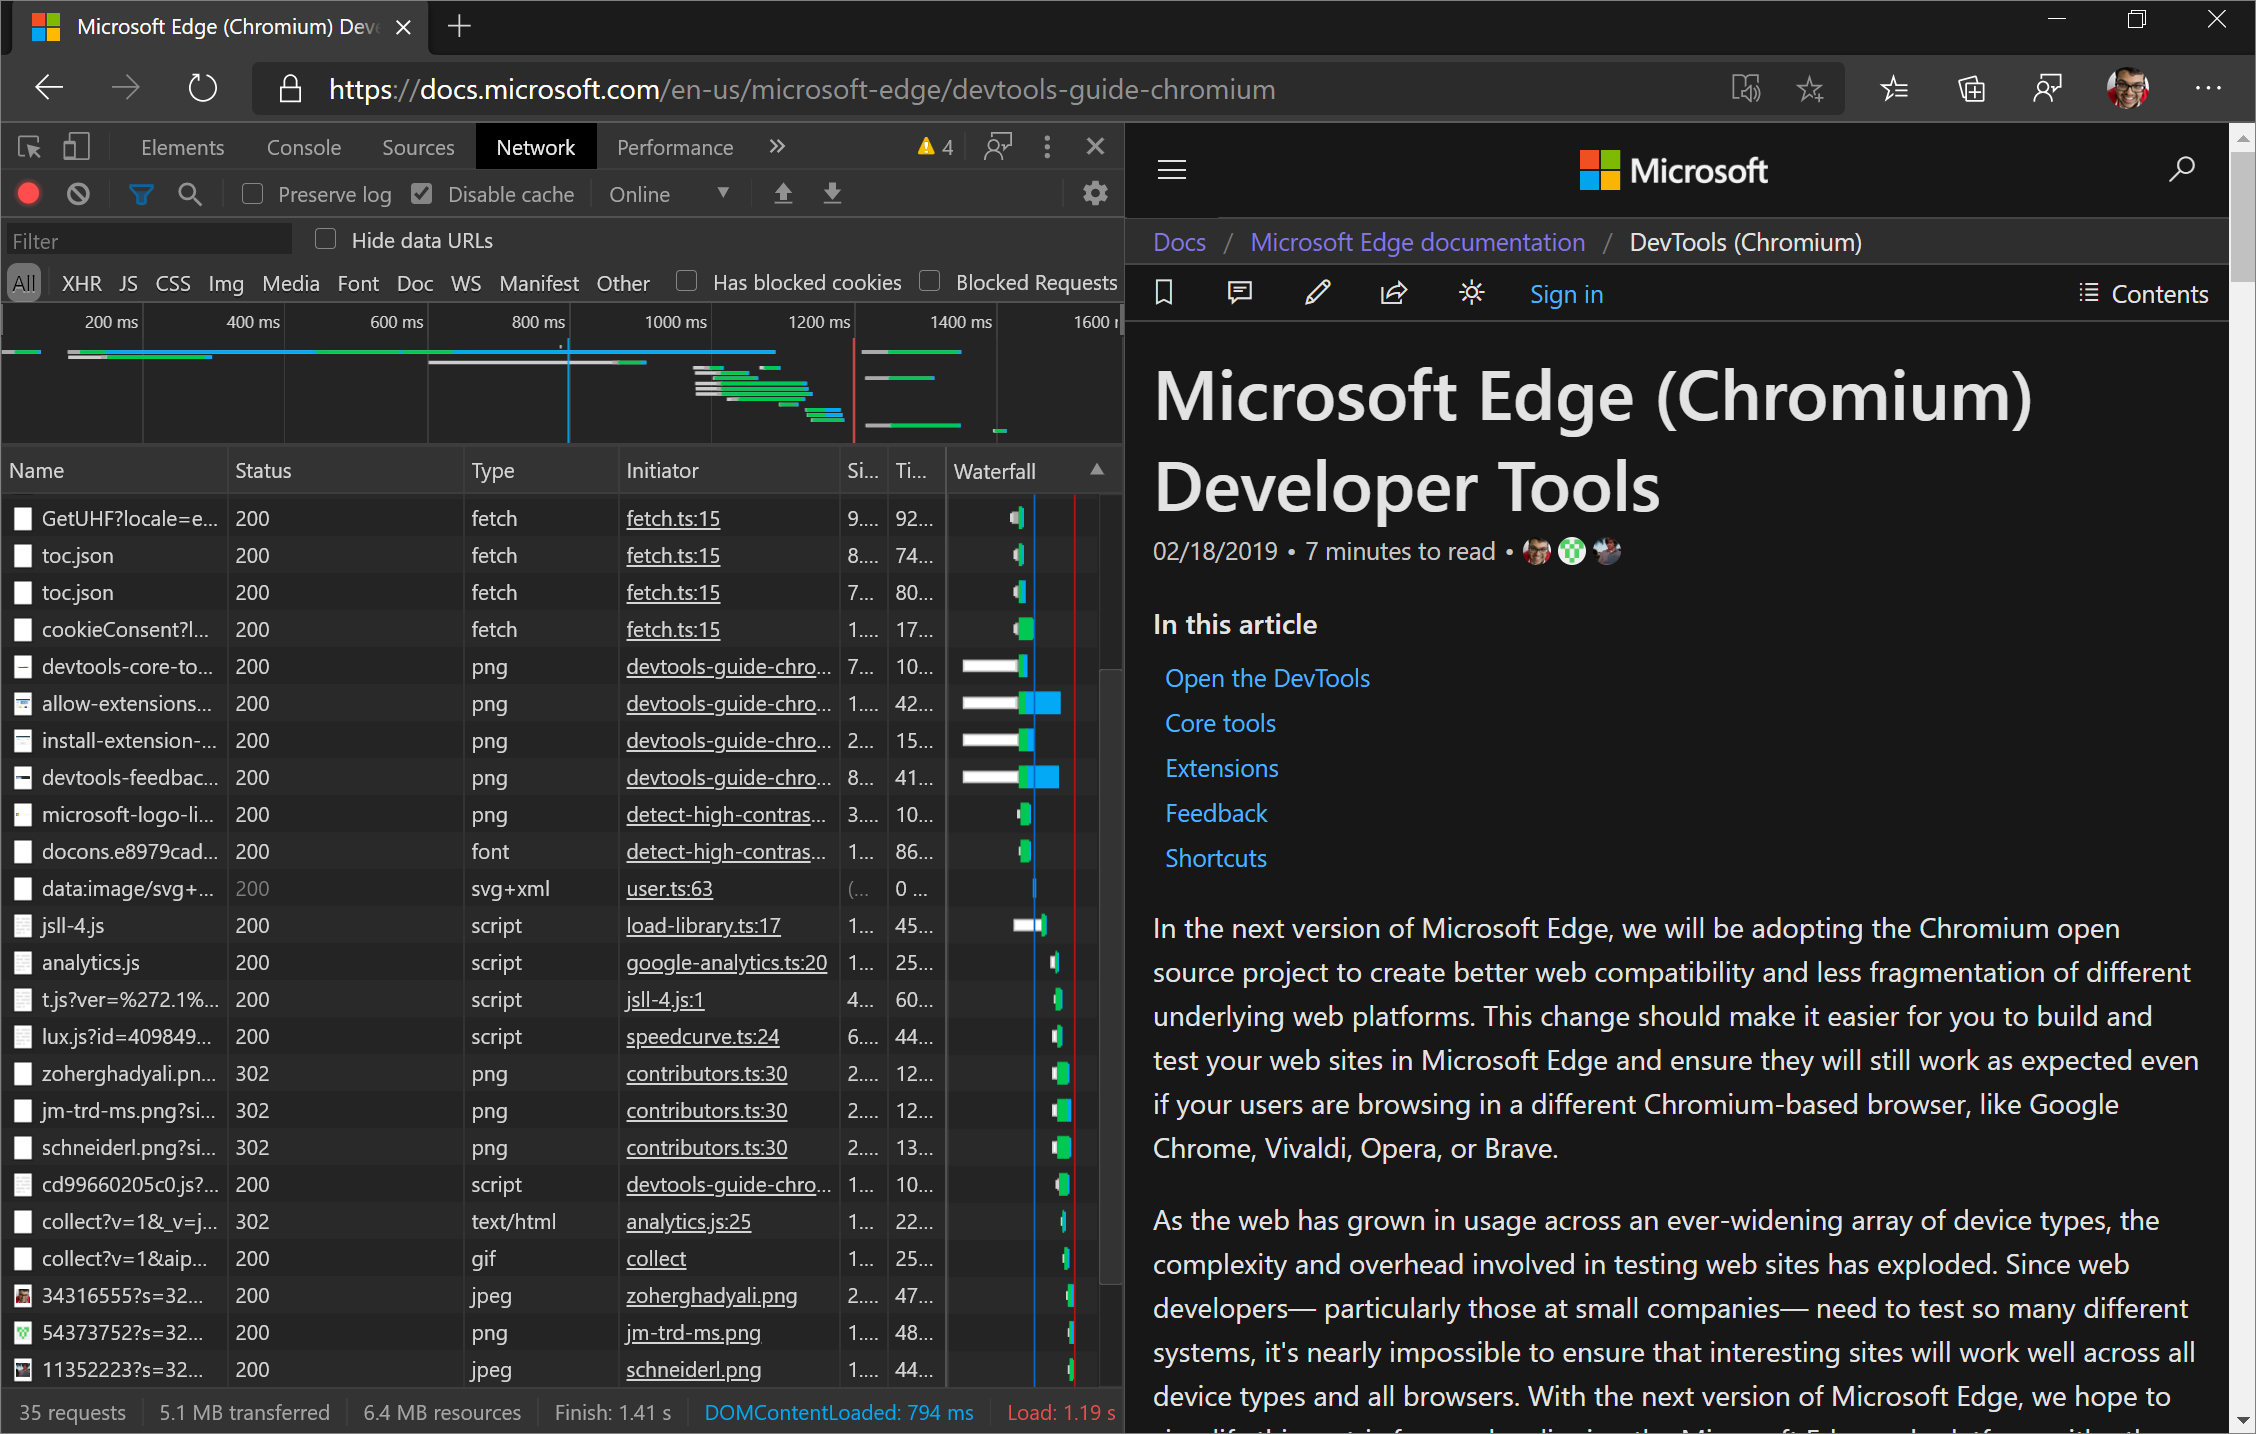 Microsoft Edge (Chromium) Dev
https://docs.microsoft.com/en-us/microsoft-edge/devtools-guide-chromium
Elements Console Sources Network Performance » 4
Preserve log Disable cache Online
Filter Hide data URLs
All XHR JS CSS Img Media Font Doc WS Manifest Other Has blocked cookies Blocked Requests
200 ms 400 ms 600 ms 800 ms 1000 ms 1200 ms 1400 ms 1600
Name Status Type Initiator Si... Ti... Waterfall
GetUHF?locale=e... 200 fetch fetch.ts:15 9.... 92...
toc.json 200 fetch fetch.ts:15 8.... 74...
toc.json 200 fetch fetch.ts:15 7... 80...
cookieConsent?l... 200 fetch fetch.ts:15 1.... 17...
devtools-core-to... 200 png devtools-guide-chro... 7... 10...
allow-extensions... 200 png devtools-guide-chro... 1.... 42...
install-extension-... 200 png devtools-guide-chro... 2... 15...
devtools-feedbac... 200 png devtools-guide-chro... 8... 41...
microsoft-logo-li... 200 png detect-high-contras... 3.... 10...
docons.e8979cad... 200 font detect-high-contras... 1... 86...
data:image/svg+... 200 svg+xml user.ts:63 (... 0 ...
jsll-4.js 200 script load-library.ts:17 1... 45...
analytics.js 200 script google-analytics.ts:20 1... 25...
t.js?ver=%272.1%... 200 script jsll-4.js:1 4... 60...
lux.js?id=409849... 200 script speedcurve.ts:24 6.... 44...
zoherghadyali.pn... 302 png contributors.ts:30 2.... 12...
jm-trd-ms.png?si... 302 png contributors.ts:30 2.... 12...
schneiderl.png?si... 302 png contributors.ts:30 2.... 13...
cd99660205c0.js?... 200 script devtools-guide-chro... 1... 10...
collect?v=1&_v=j... 302 text/html analytics.js:25 1... 22...
collect?v=1&aip... 200 gif collect 1... 25...
34316555?s=32... 200 jpeg zoherghadyali.png 2.... 47...
54373752?s=32... 200 png jm-trd-ms.png 1.... 48...
11352223?s=32... 200 jpeg schneiderl.png 1.... 44...
35 requests 5.1 MB transferred 6.4 MB resources Finish: 1.41 s DOMContentLoaded: 794 ms Load: 1.19 s
Microsoft
Docs / Microsoft Edge documentation / DevTools (Chromium)
Sign in Contents
Microsoft Edge (Chromium)
Developer Tools
02/18/2019 • 7 minutes to read •
In this article
Open the DevTools
Core tools
Extensions
Feedback
Shortcuts
In the next version of Microsoft Edge, we will be adopting the Chromium open
source project to create better web compatibility and less fragmentation of different
underlying web platforms. This change should make it easier for you to build and
test your web sites in Microsoft Edge and ensure they will still work as expected even
if your users are browsing in a different Chromium-based browser, like Google
Chrome, Vivaldi, Opera, or Brave.
As the web has grown in usage across an ever-widening array of device types, the
complexity and overhead involved in testing web sites has exploded. Since web
developers— particularly those at small companies— need to test so many different
systems, it's nearly impossible to ensure that interesting sites will work well across all
device types and all browsers. With the next version of Microsoft Edge, we hope to